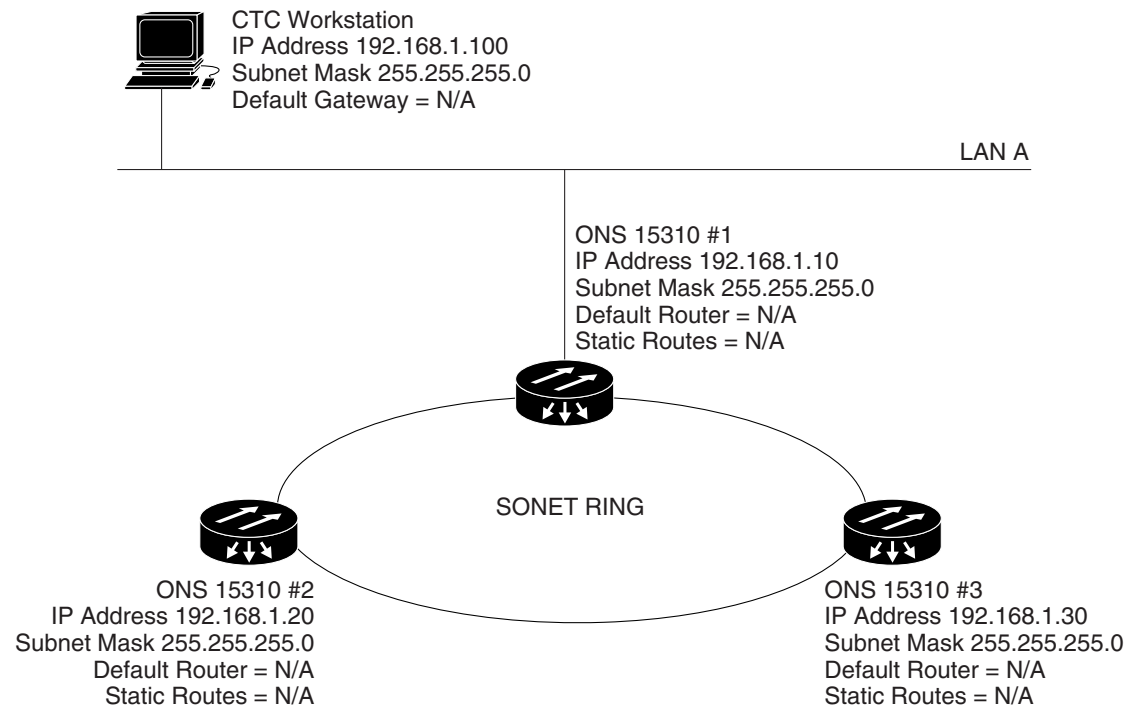 CTC Workstation
IP Address 192.168.1.100
Subnet Mask 255.255.255.0
Default Gateway = N/A
LAN A
ONS 15310 #1
IP Address 192.168.1.10
Subnet Mask 255.255.255.0
Default Router = N/A
Static Routes = N/A
SONET RING
ONS 15310 #2
IP Address 192.168.1.20
Subnet Mask 255.255.255.0
Default Router = N/A
Static Routes = N/A
ONS 15310 #3
IP Address 192.168.1.30
Subnet Mask 255.255.255.0
Default Router = N/A
Static Routes = N/A